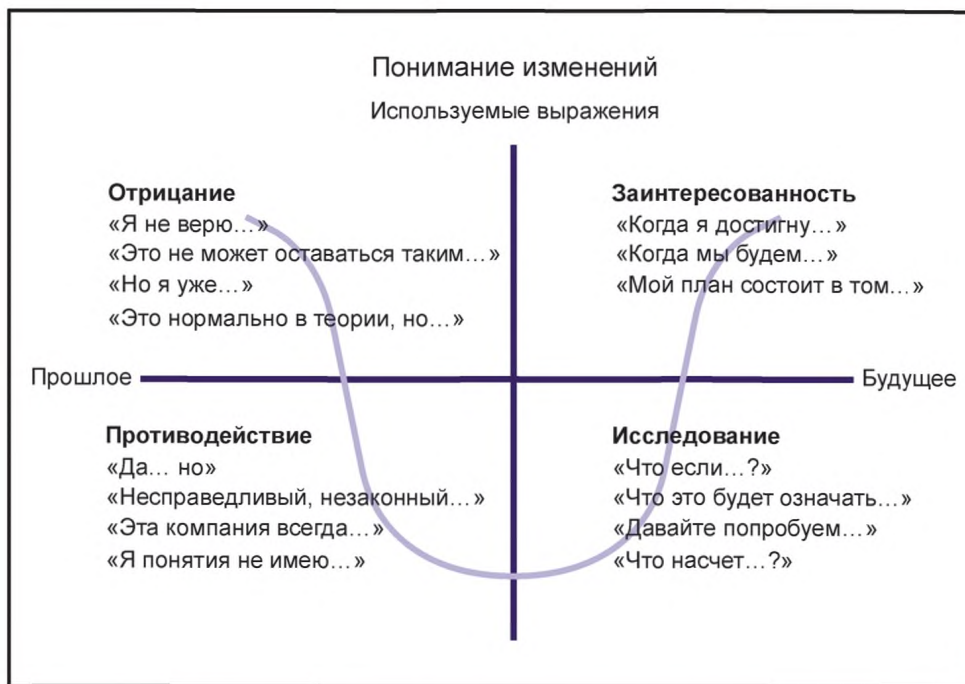 Понимание изменений
Используемые выражения
Отрицание
«Я не верю…»
«Это не может оставаться таким…»
«Но я уже…»
«Это нормально в теории, но…»
Заинтересованность
«Когда я достигну…»
«Когда мы будем…»
«Мой план состоит в том…»
Прошлое
Будущее
Противодействие
«Да… но»
«Несправедливый, незаконный…»
«Эта компания всегда…»
«Я понятия не имею…»
Исследование
«Что если…?»
«Что это будет означать…»
«Давайте попробуем…»
«Что насчет…?»